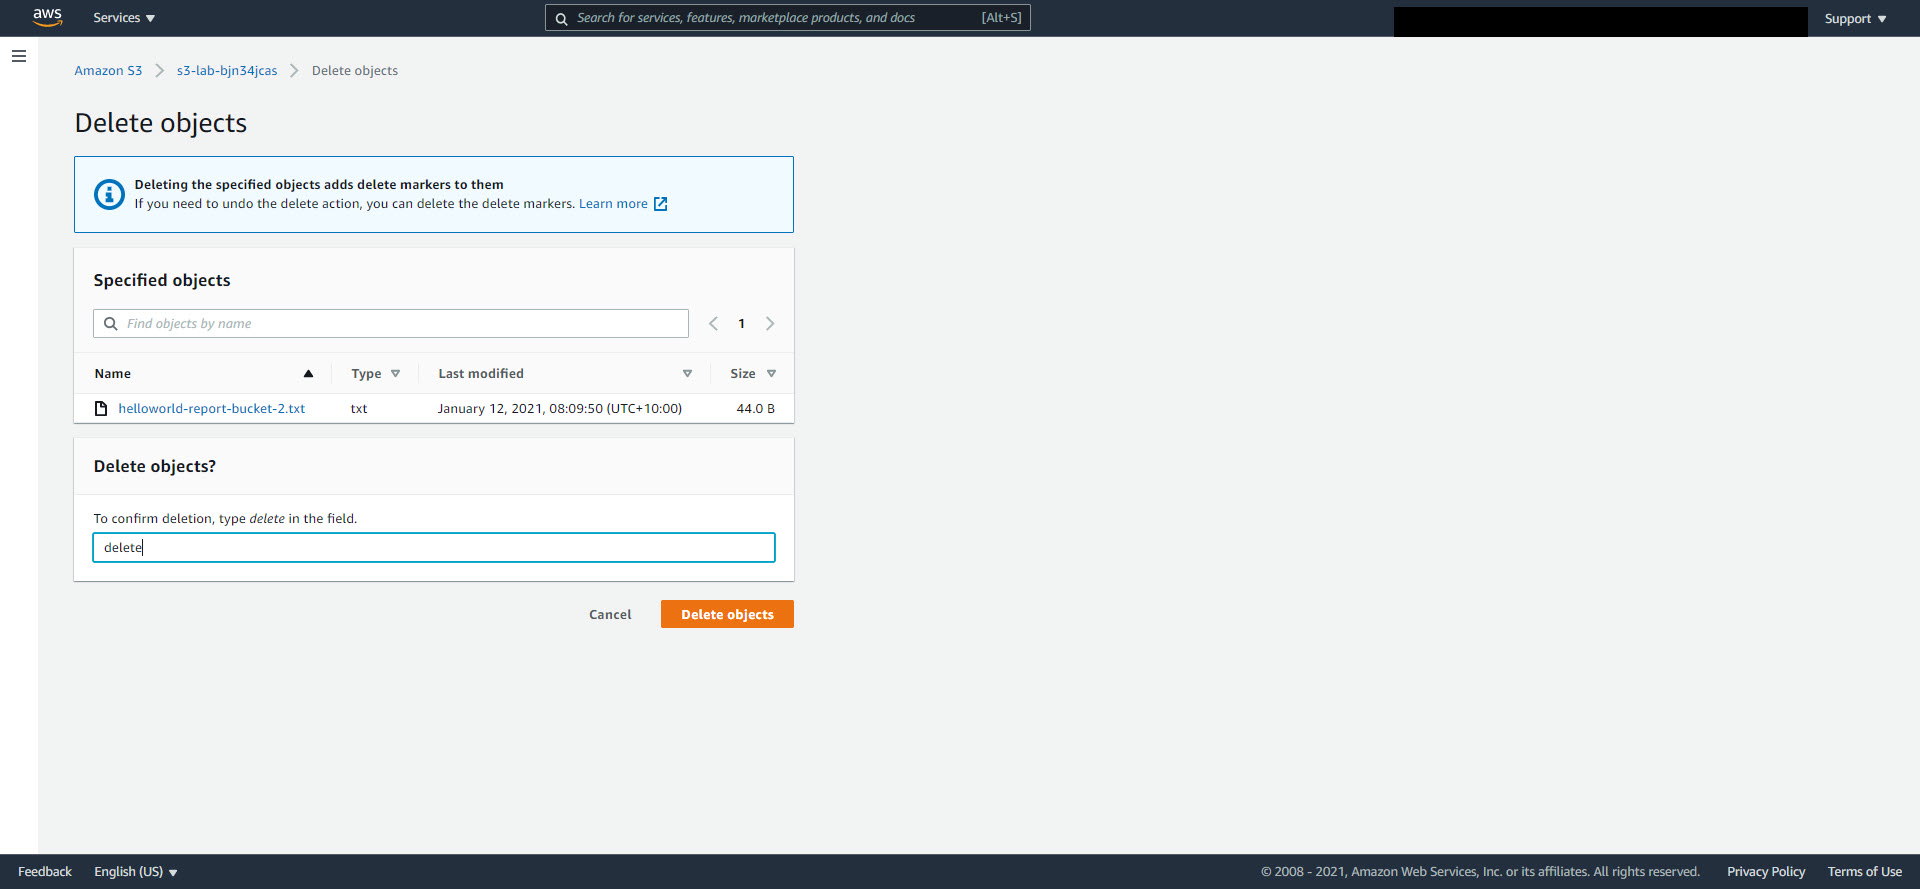 aws Services Search for services, features, marketplace products, and docs [Alt+S] Support
Amazon S3 s3-lab-bjn34jcas Delete objects
Delete objects
Deleting the specified objects adds delete markers to them
If you need to undo the delete action, you can delete the delete markers. Learn more
Specified objects
Find objects by name 1
Name Type Last modified Size
helloworld-report-bucket-2.txt txt January 12, 2021, 08:09:50 (UTC+10:00) 44.0 B
Delete objects?
To confirm deletion, type delete in the field.
delete
Cancel Delete objects
Feedback English (US) © 2008 - 2021, Amazon Web Services, Inc. or its affiliates. All rights reserved. Privacy Policy Terms of Use